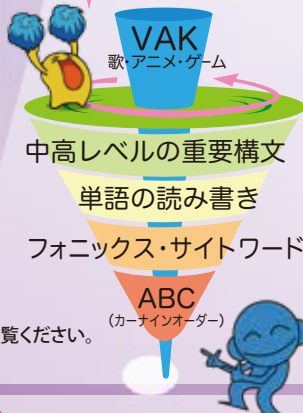 VAK
歌・アニメ・ゲーム
中高レベルの重要構文
単語の読み書き
フォニックス・サイトワード
ABC
(カーナインオーダー)
覧ください。